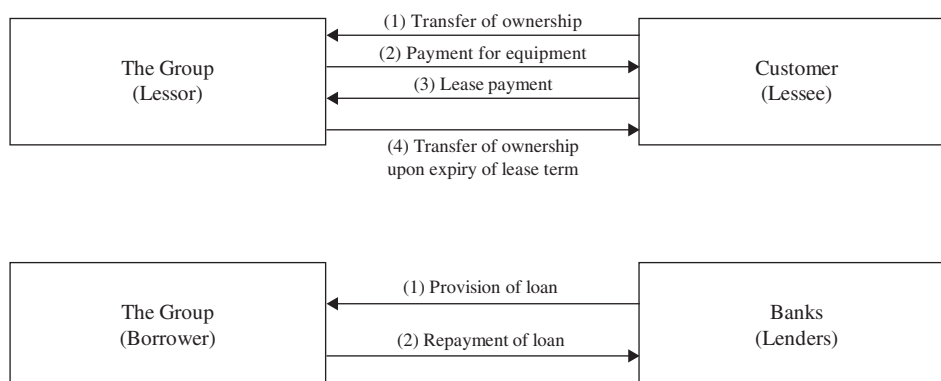 (1) Transfer of ownership
The Group
(Lessor)
(2) Payment for equipment
(3) Lease payment
Customer
(Lessee)
(4) Transfer of ownership
upon expiry of lease term
The Group
(Borrower)
(1) Provision of loan
(2) Repayment of loan
Banks
(Lenders)